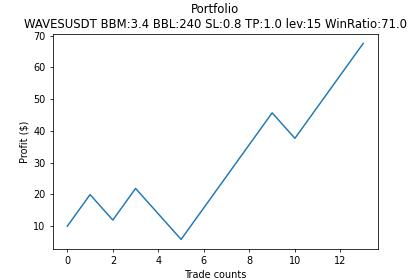 Portfolio
WAVESUSDT BBM:3.4 BBL:240 SL:0.8 TP:1.0 lev:15 WinRatio:71.0
70
60
50
40
30
20
10
Profit ($)
0 2 4 6 8 10 12
Trade counts